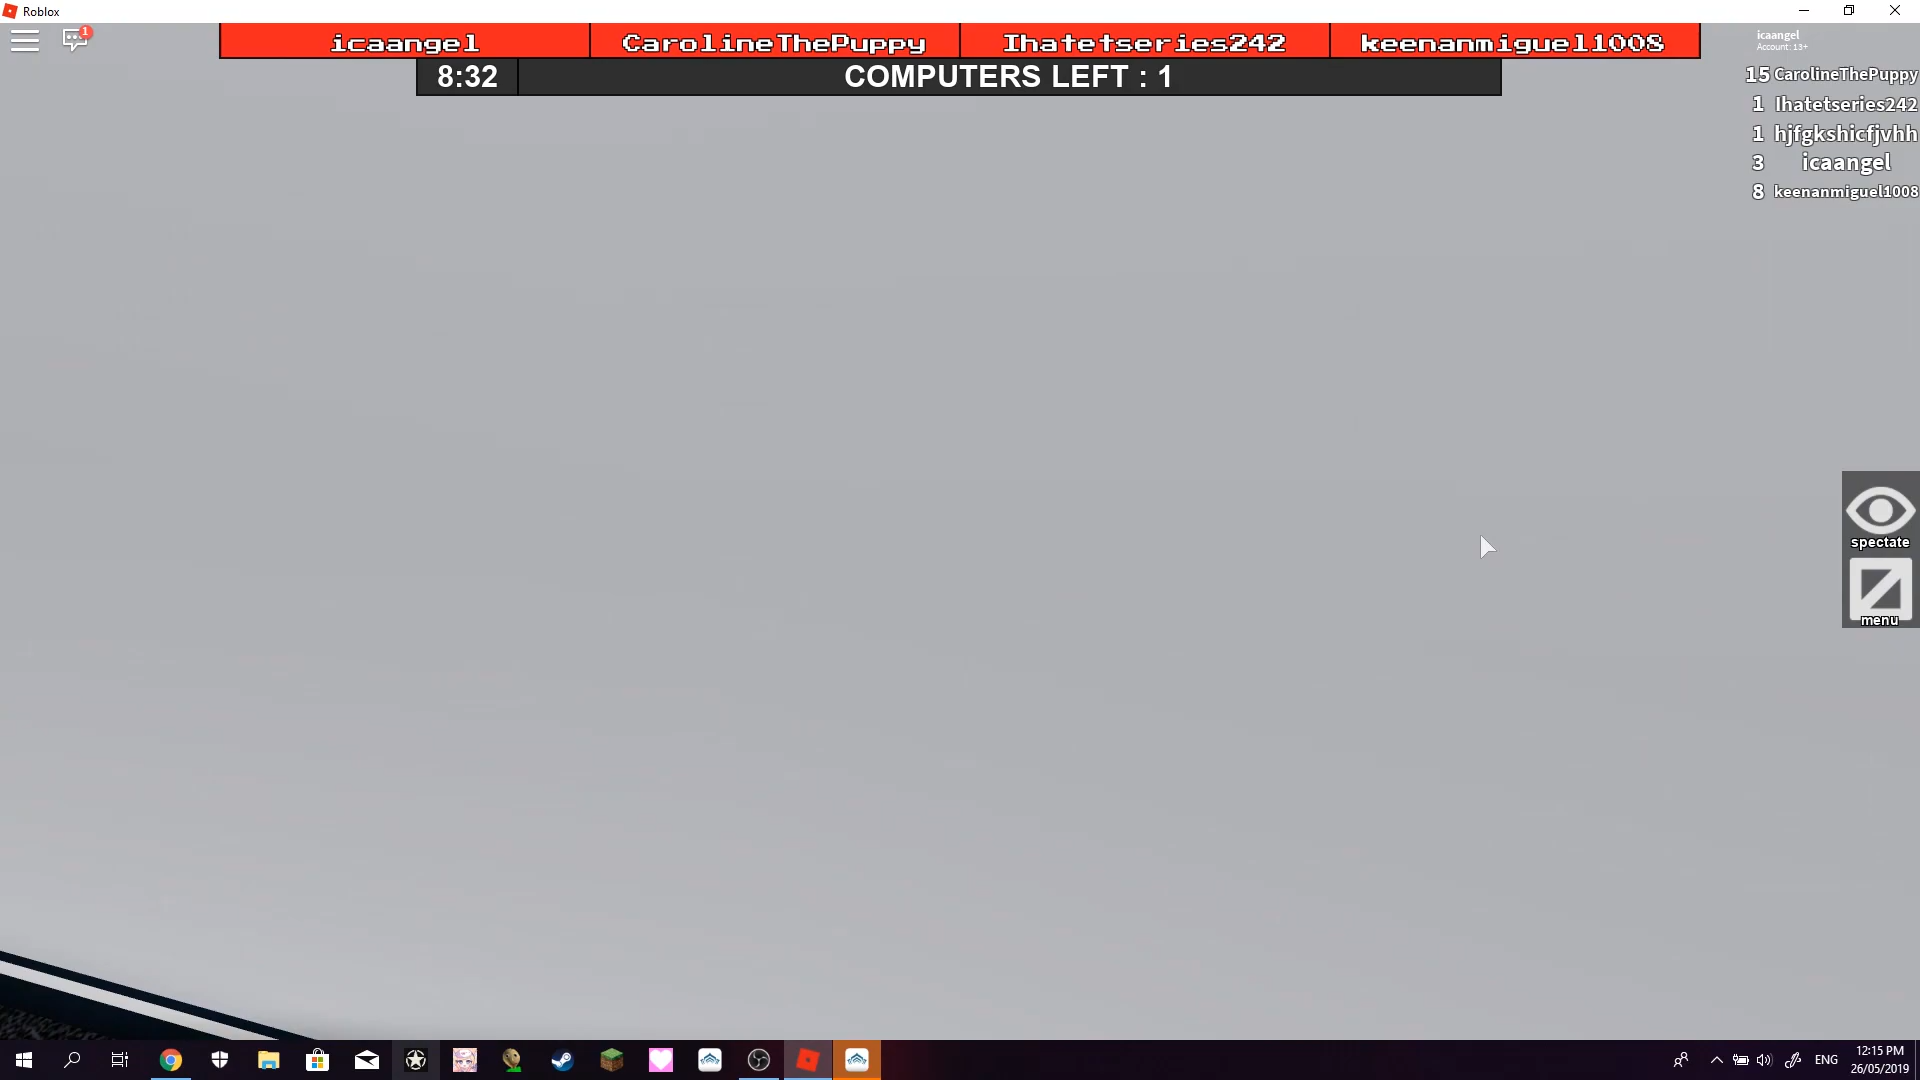 Roblox
1
icaangel CarolineThePuppy Ihatetseries242 keenanmiguel1008
8:32 COMPUTERS LEFT : 1
icaangel
Account: 13+
15 CarolineThePuppy
1 Ihatetseries242
1 hjfgkshicfjvhh
3 icaangel
8 keenanmiguel1008
spectate
menu
ENG
12:15 PM
26/05/2019